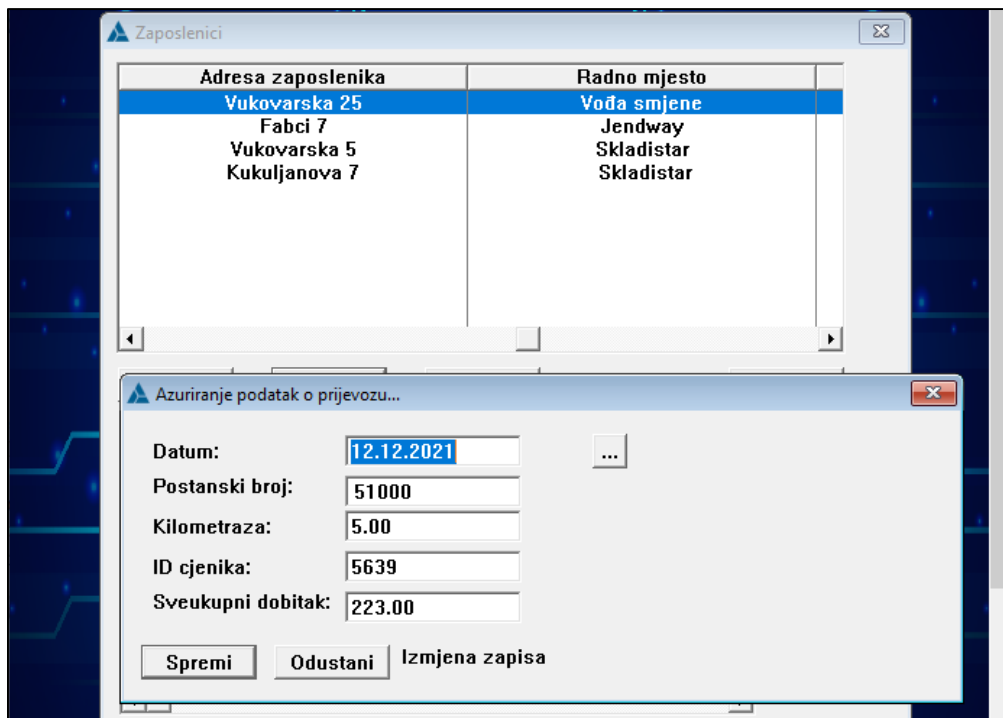 Zaposlenici
Adresa zaposlenika Radno mjesto
Vukovarska 25 Vođa smjene
Fabci 7 Jendway
Vukovarska 5 Skladistar
Kukuljanova 7 Skladistar
Azuriranje podatak o prijevozu...
Datum: 12.12.2021 ...
Postanski broj: 51000
Kilometraza: 5.00
ID cjenika: 5639
Sveukupni dobitak: 223.00
Spremi Odustani Izmjena zapisa